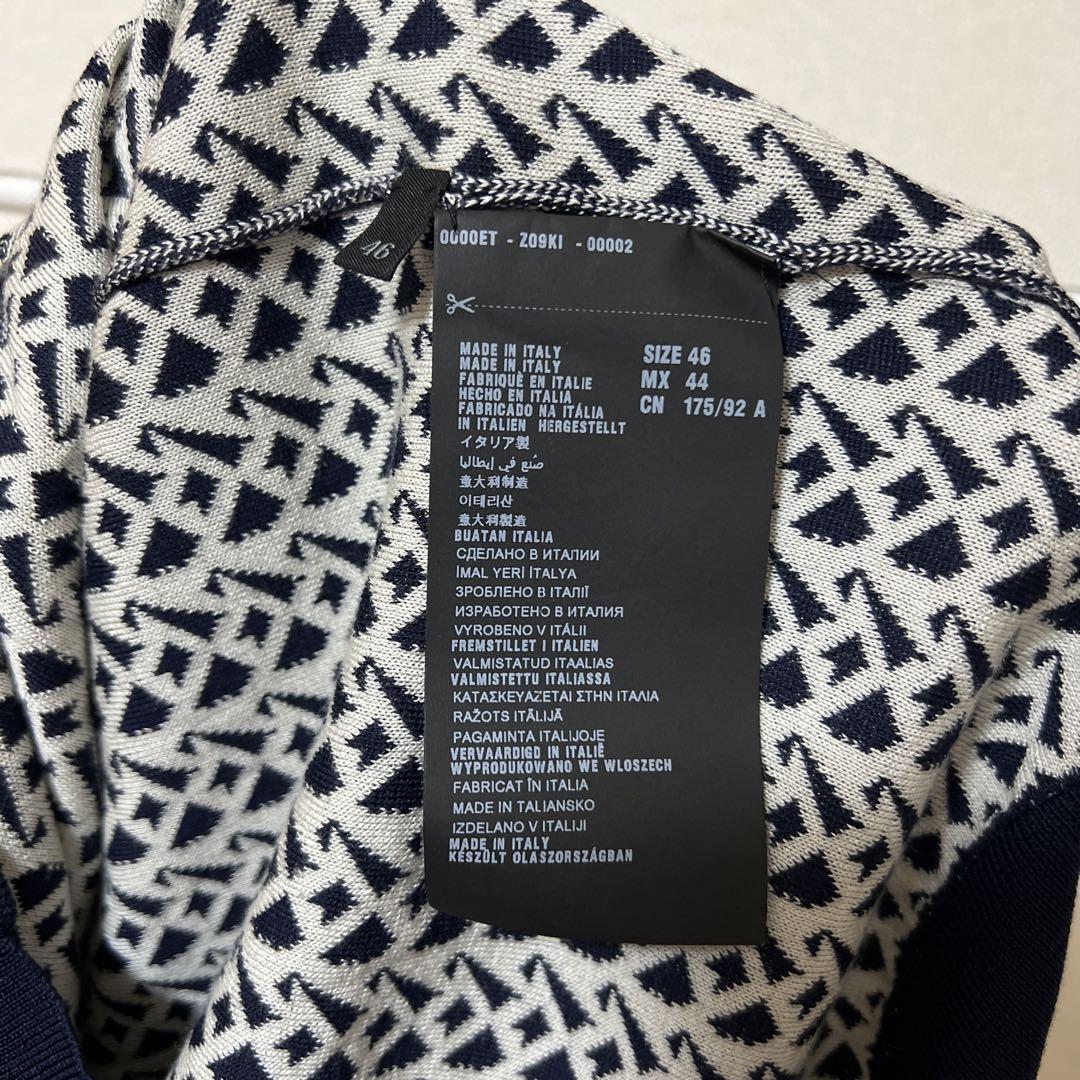 46
0000ET - Z09KI - 00002
MADE IN ITALY
MADE IN ITALY
FABRIQUÉ EN ITALIE
HECHO EN ITALIA
FABRICADO NA ITÁLIA
IN ITALIEN HERGESTELLT
イタリア製
صُنع في إيطاليا
意大利制造
이테리산
意大利製造
BUATAN ITALIA
СДЕЛАНО В ИТАЛИИ
İMAL YERİ İTALYA
ЗРОБЛЕНО В ІТАЛІЇ
ИЗРАБОТЕНО В ИТАЛИЯ
VYROBENO V ITÁLII
FREMSTILLET I ITALIEN
VALMISTATUD ITAALIAS
VALMISTETTU ITALIASSA
ΚΑΤΑΣΚΕΥΑΖΕΤΑΙ ΣΤΗΝ ΙΤΑΛΙΑ
RAŽOTS ITĀLIJĀ
PAGAMINTA ITALIJOJE
VERVAARDIGD IN ITALIË
WYPRODUKOWANO WE WLOSZECH
FABRICAT ÎN ITALIA
MADE IN TALIANSKO
IZDELANO V ITALIJI
MADE IN ITALY
KÉSZÜLT OLASZORSZÁGBAN
SIZE 46
MX 44
CN 175/92 A